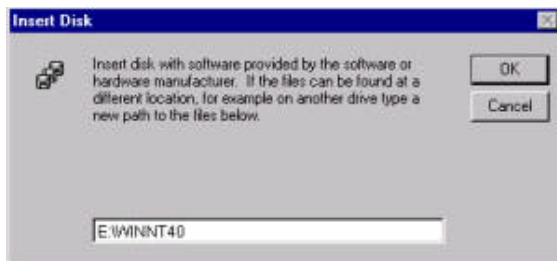 Insert Disk
Insert disk with software provided by the software or
hardware manufacturer. If the files can be found at a
different location, for example on another drive type a
new path to the files below.
OK
Cancel
E:\WINNT40